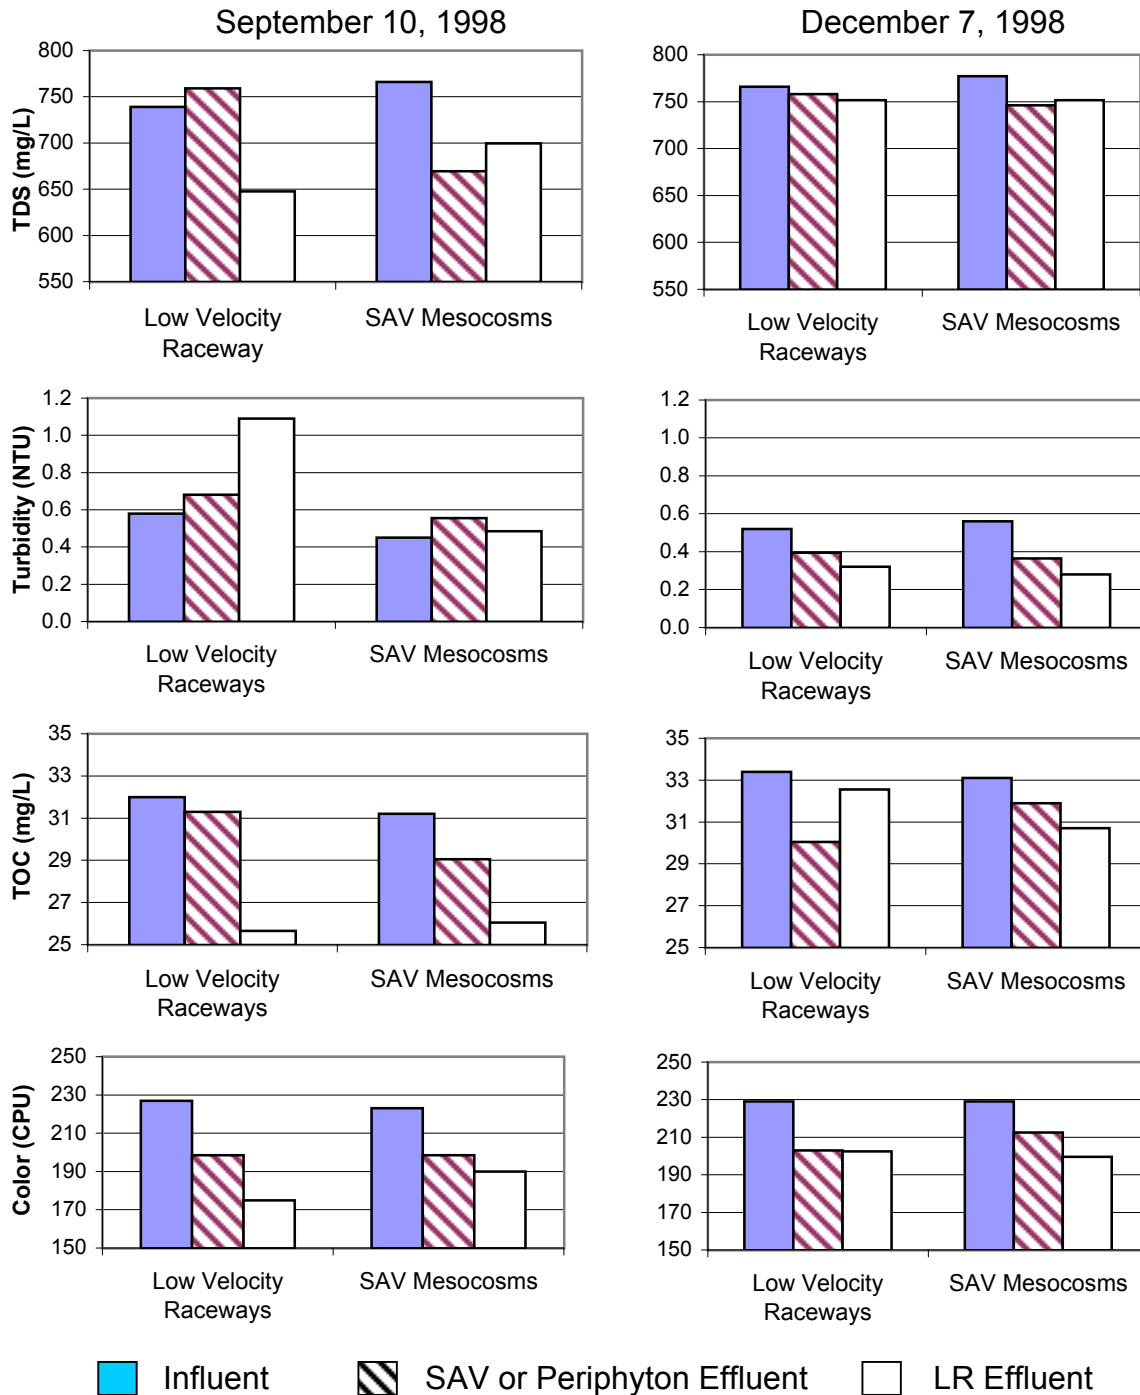 September 10, 1998
December 7, 1998
TDS (mg/L)
800
750
700
650
600
550
Low Velocity
Raceway
SAV Mesocosms
800
750
700
650
600
550
Low Velocity
Raceways
SAV Mesocosms
Turbidity (NTU)
1.2
1.0
0.8
0.6
0.4
0.2
0.0
Low Velocity
Raceways
SAV Mesocosms
1.2
1.0
0.8
0.6
0.4
0.2
0.0
Low Velocity
Raceways
SAV Mesocosms
TOC (mg/L)
35
33
31
29
27
25
Low Velocity
Raceways
SAV Mesocosms
35
33
31
29
27
25
Low Velocity
Raceways
SAV Mesocosms
Color (CPU)
250
230
210
190
170
150
Low Velocity
Raceways
SAV Mesocosms
250
230
210
190
170
150
Low Velocity
Raceways
SAV Mesocosms
Influent
SAV or Periphyton Effluent
LR Effluent